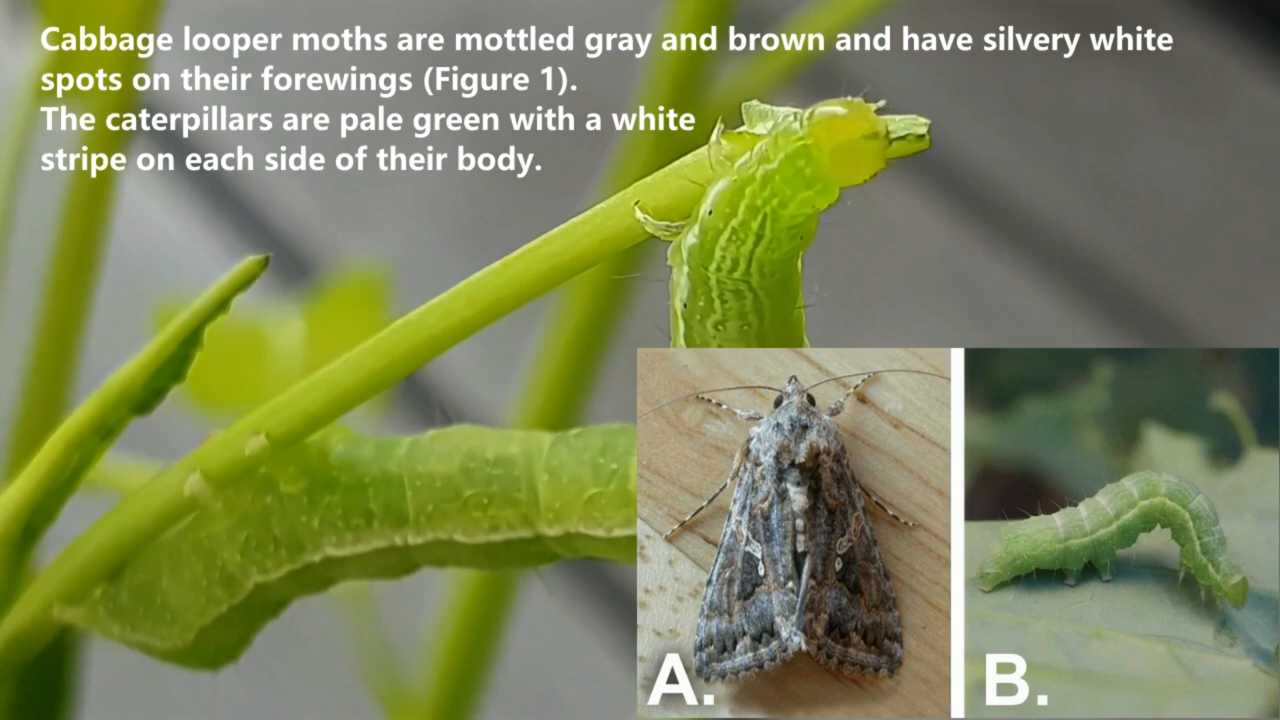 Cabbage looper moths are mottled gray and brown and have silvery white
spots on their forewings (Figure 1).
The caterpillars are pale green with a white
stripe on each side of their body.
A.
B.